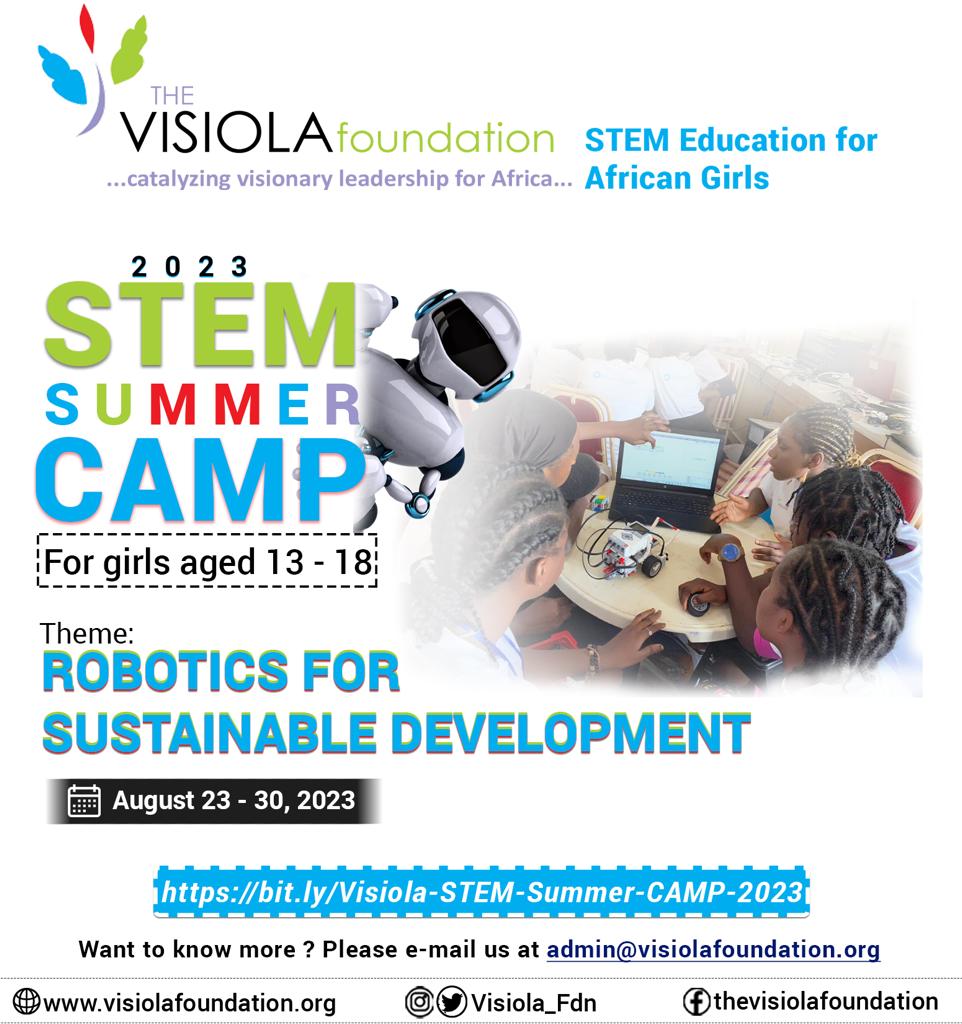 THE
VISIOLA foundation
...catalyzing visionary leadership for Africa...
STEM Education for
African Girls
2023
STEM
SUMMER
CAMP
For girls aged 13 - 18
Theme:
ROBOTICS FOR
SUSTAINABLE DEVELOPMENT
August 23 - 30, 2023
https://bit.ly/Visiola-STEM-Summer-CAMP-2023
Want to know more ? Please e-mail us at admin@visiolafoundation.org
www.visiolafoundation.org Visiola_Fdn thevisiolafoundation